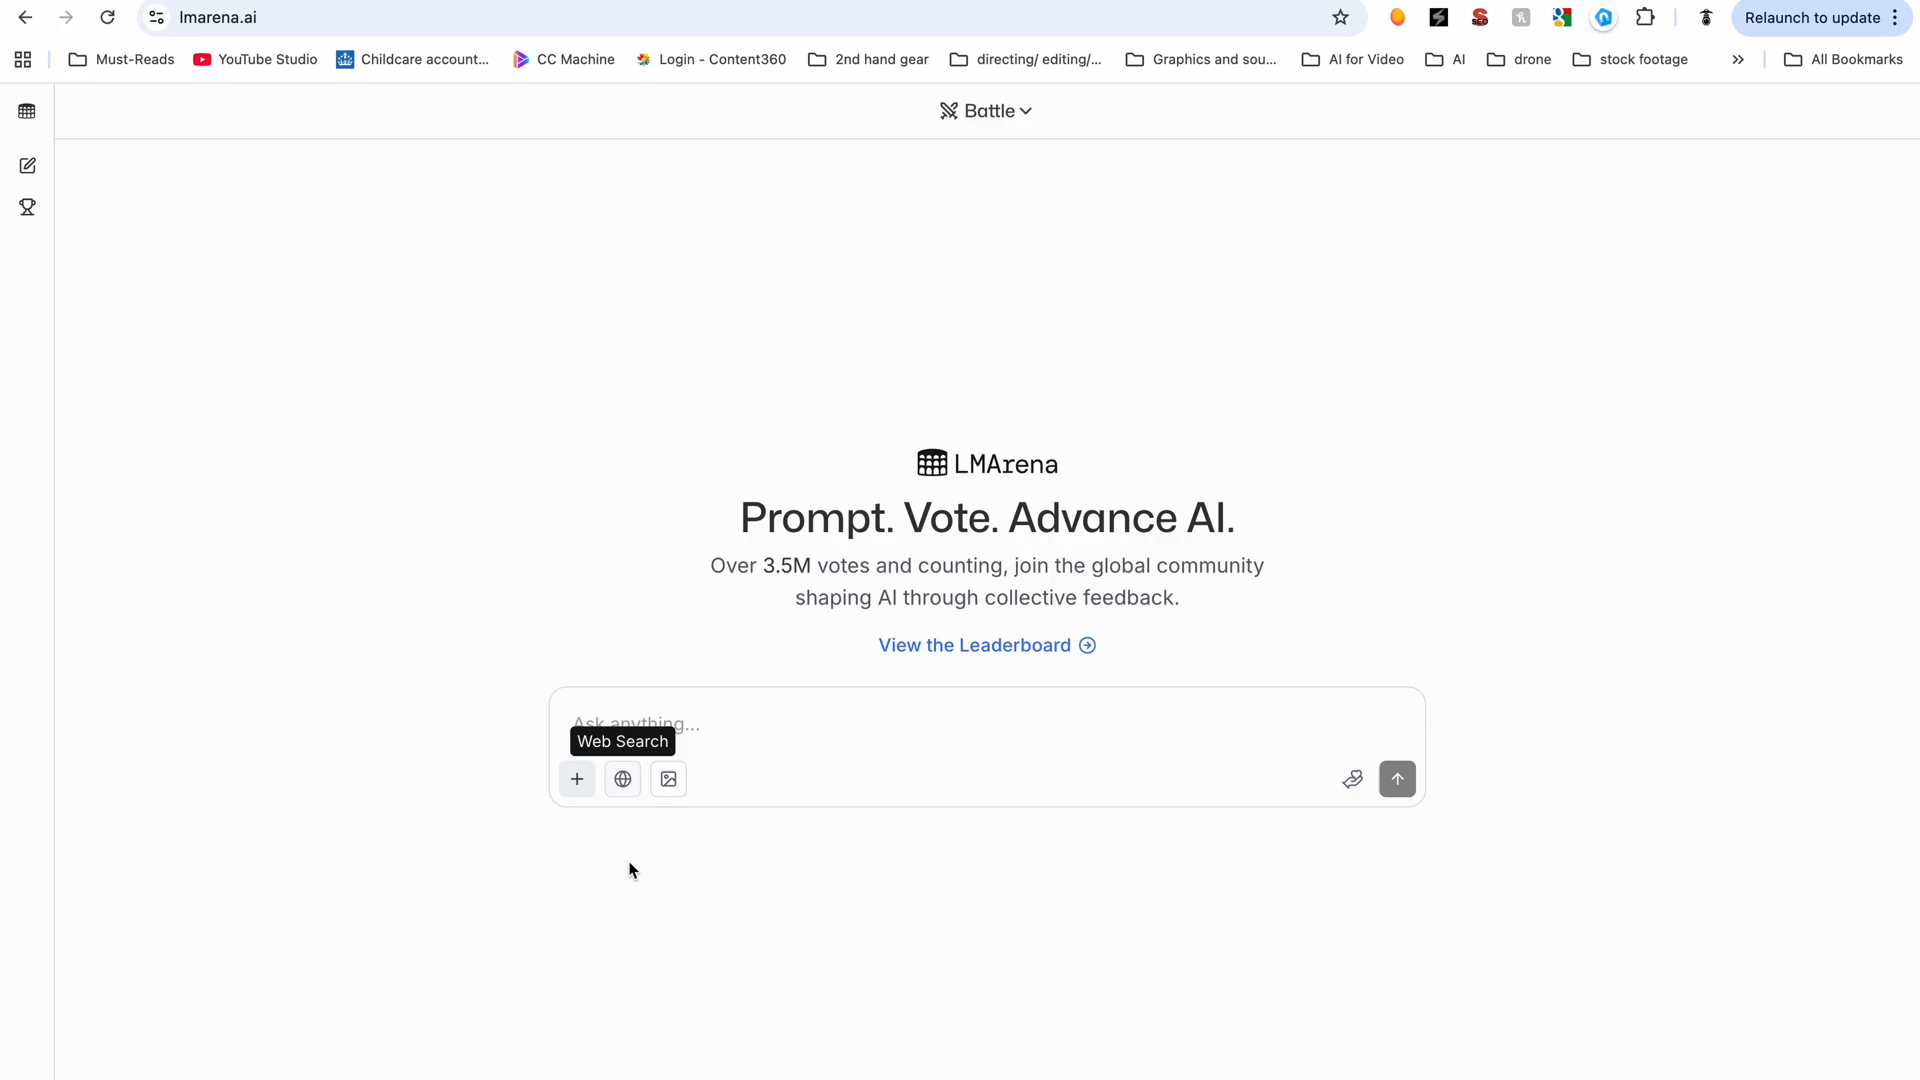 lmarena.ai
Relaunch to update
Must-Reads
YouTube Studio
Childcare account...
CC Machine
Login - Content360
2nd hand gear
directing/ editing/...
Graphics and sou...
AI for Video
AI
drone
stock footage
All Bookmarks
Battle
LMArena
Prompt. Vote. Advance AI.
Over 3.5M votes and counting, join the global community
shaping AI through collective feedback.
View the Leaderboard
Ask anything...
Web Search